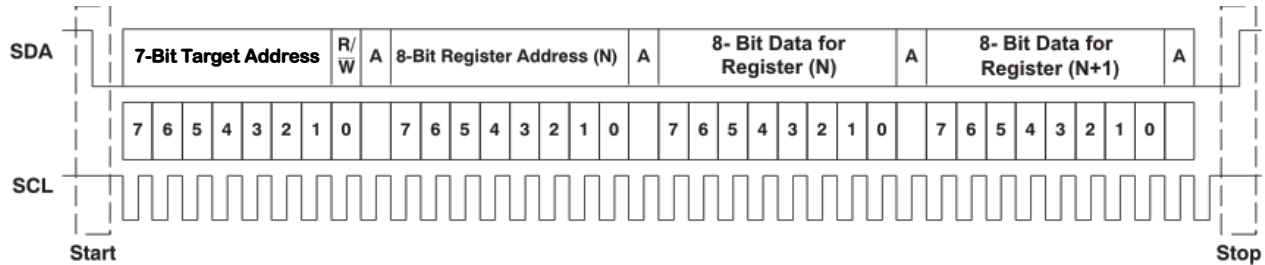 SDA
7-Bit Target Address R/W A 8-Bit Register Address (N) A 8- Bit Data for Register (N) A 8- Bit Data for Register (N+1) A
7 6 5 4 3 2 1 0 7 6 5 4 3 2 1 0 7 6 5 4 3 2 1 0 7 6 5 4 3 2 1 0
SCL
Start Stop